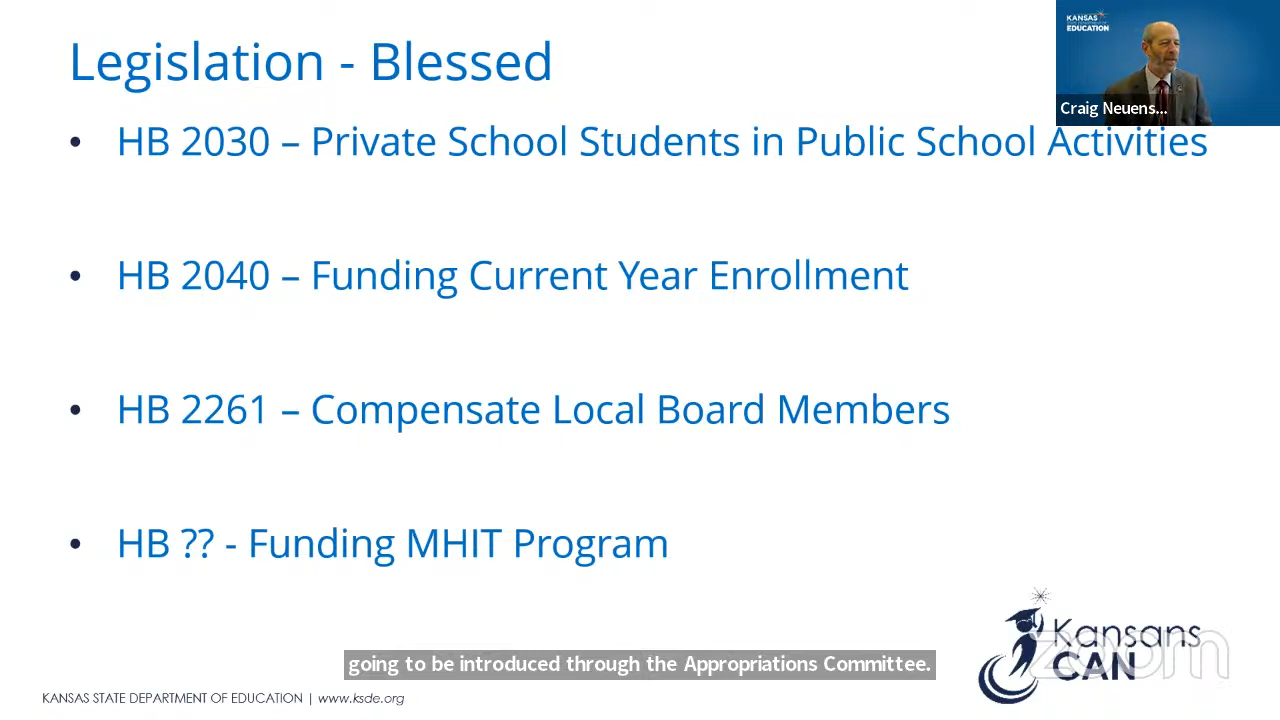 Legislation - Blessed
KANSAS
EDUCATION
Craig Neuens...
• HB 2030 – Private School Students in Public School Activities
• HB 2040 – Funding Current Year Enrollment
• HB 2261 – Compensate Local Board Members
• HB ?? - Funding MHIT Program
Kansans
CAN
zoom
going to be introduced through the Appropriations Committee.
KANSAS STATE DEPARTMENT OF EDUCATION | www.ksde.org